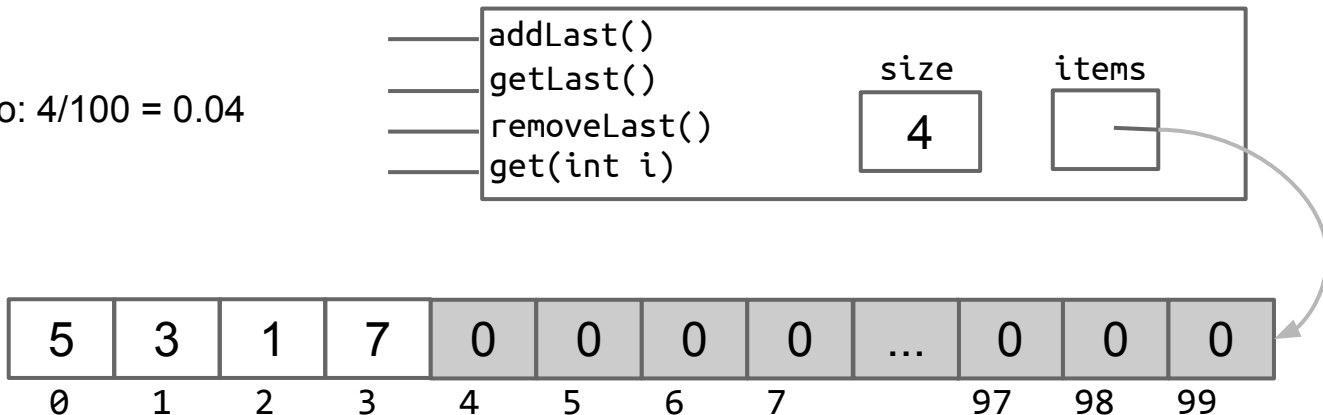 addLast()
getLast()
removeLast()
get(int i)
size
items
4
o: 4/100 = 0.04
5 3 1 7 0 0 0 0 ... 0 0 0
0 1 2 3 4 5 6 7 97 98 99